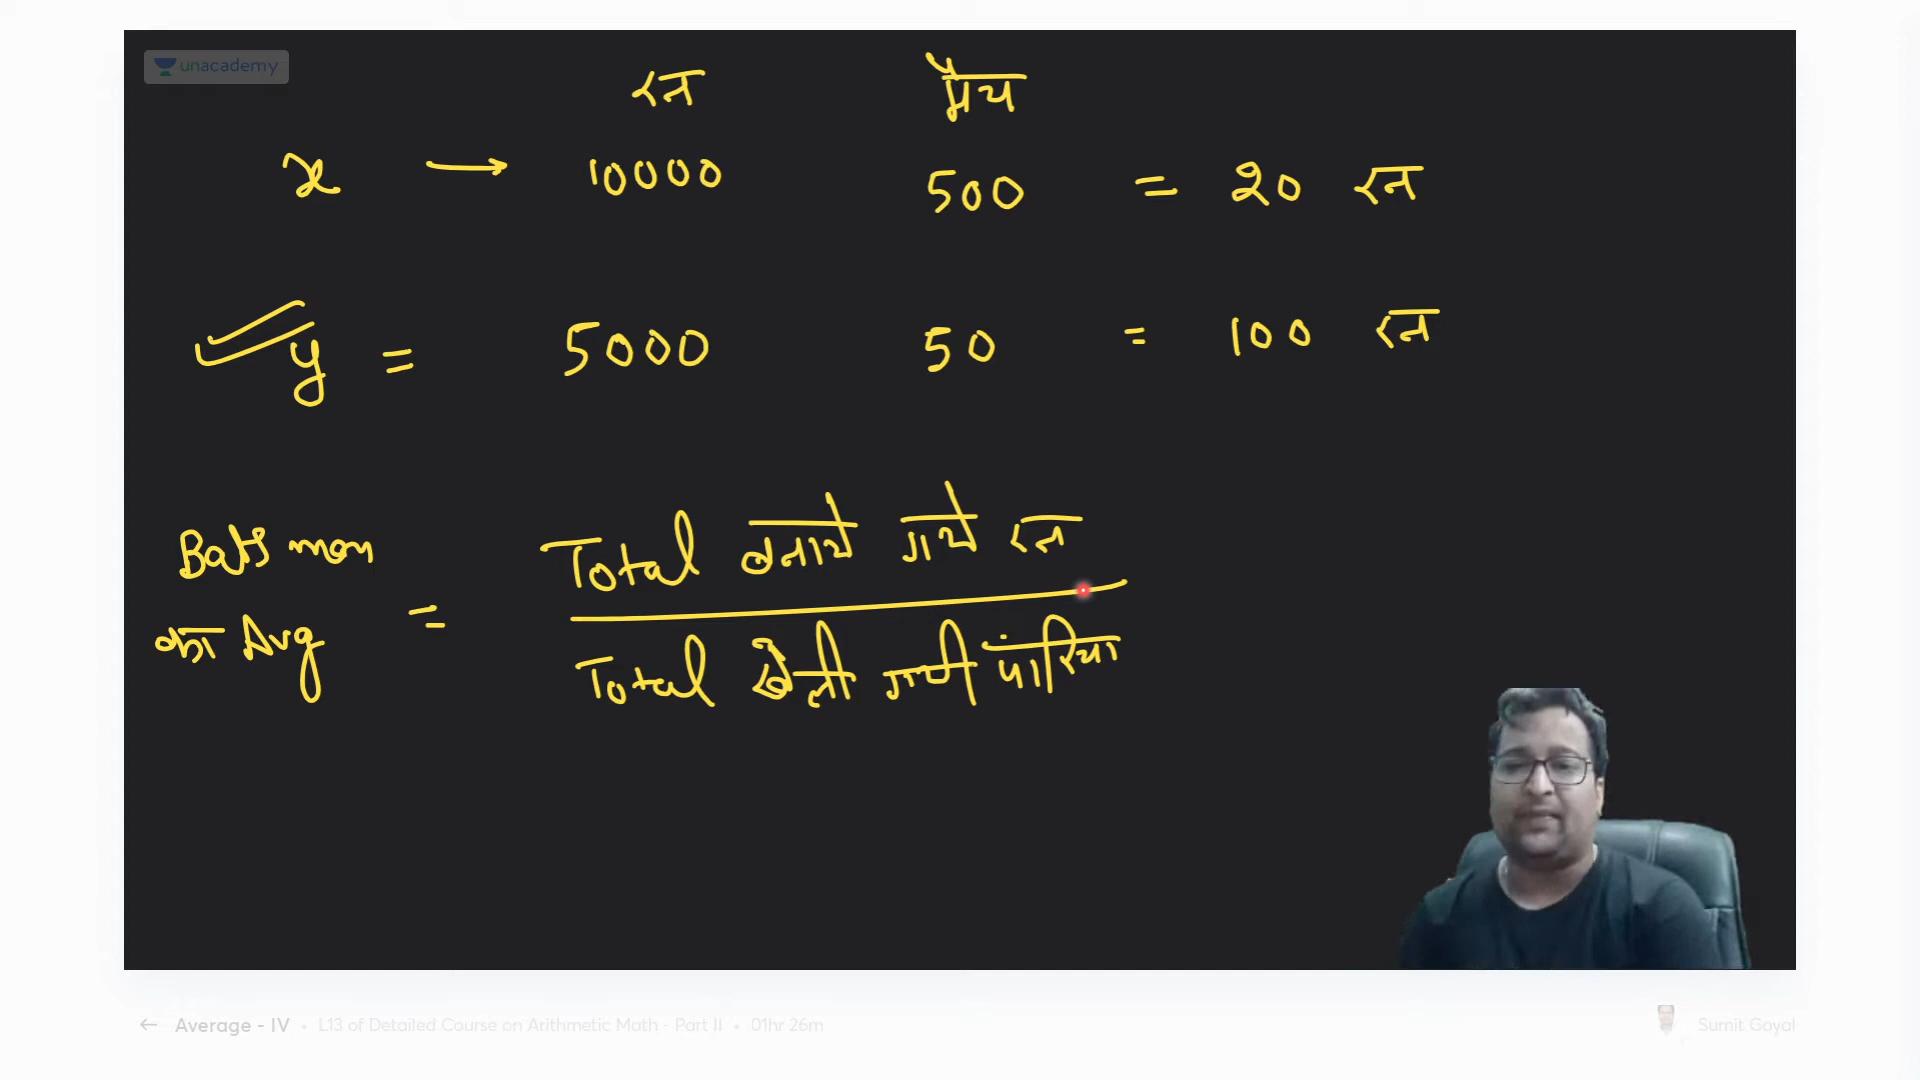 unacademy
रन मैच
x → 10000 500 = 20 रन
y = 5000 50 = 100 रन
Batsman का Avg = Total बनाये गये रन
Total खेली गयी पांरिया
← Average - IV • L13 of Detailed Course on Arithmetic Math - Part II • 01hr 26m
Sumit Goyal